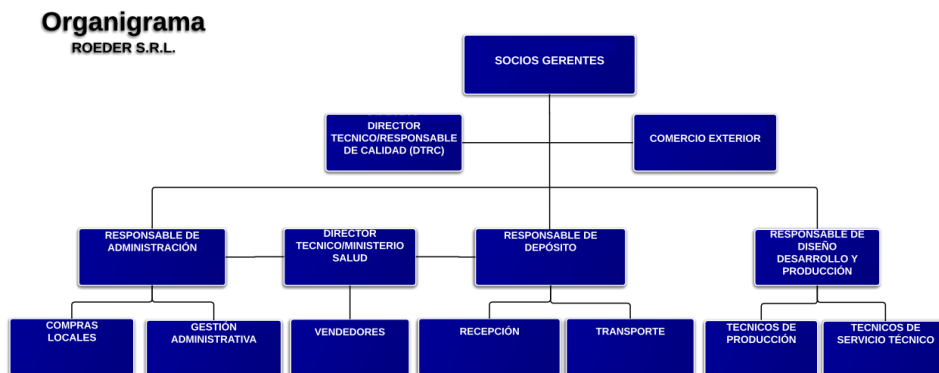 Organigrama
ROEDER S.R.L.
SOCIOS GERENTES
DIRECTOR
TECNICO/RESPONSABLE
DE CALIDAD (DTRC)
COMERCIO EXTERIOR
RESPONSABLE DE
ADMINISTRACIÓN
DIRECTOR
TECNICO/MINISTERIO
SALUD
RESPONSABLE DE
DEPÓSITO
RESPONSABLE DE
DISEÑO
DESARROLLO Y
PRODUCCIÓN
COMPRAS
LOCALES
GESTIÓN
ADMINISTRATIVA
VENDEDORES
RECEPCIÓN
TRANSPORTE
TECNICOS DE
PRODUCCIÓN
TECNICOS DE
SERVICIO TÉCNICO